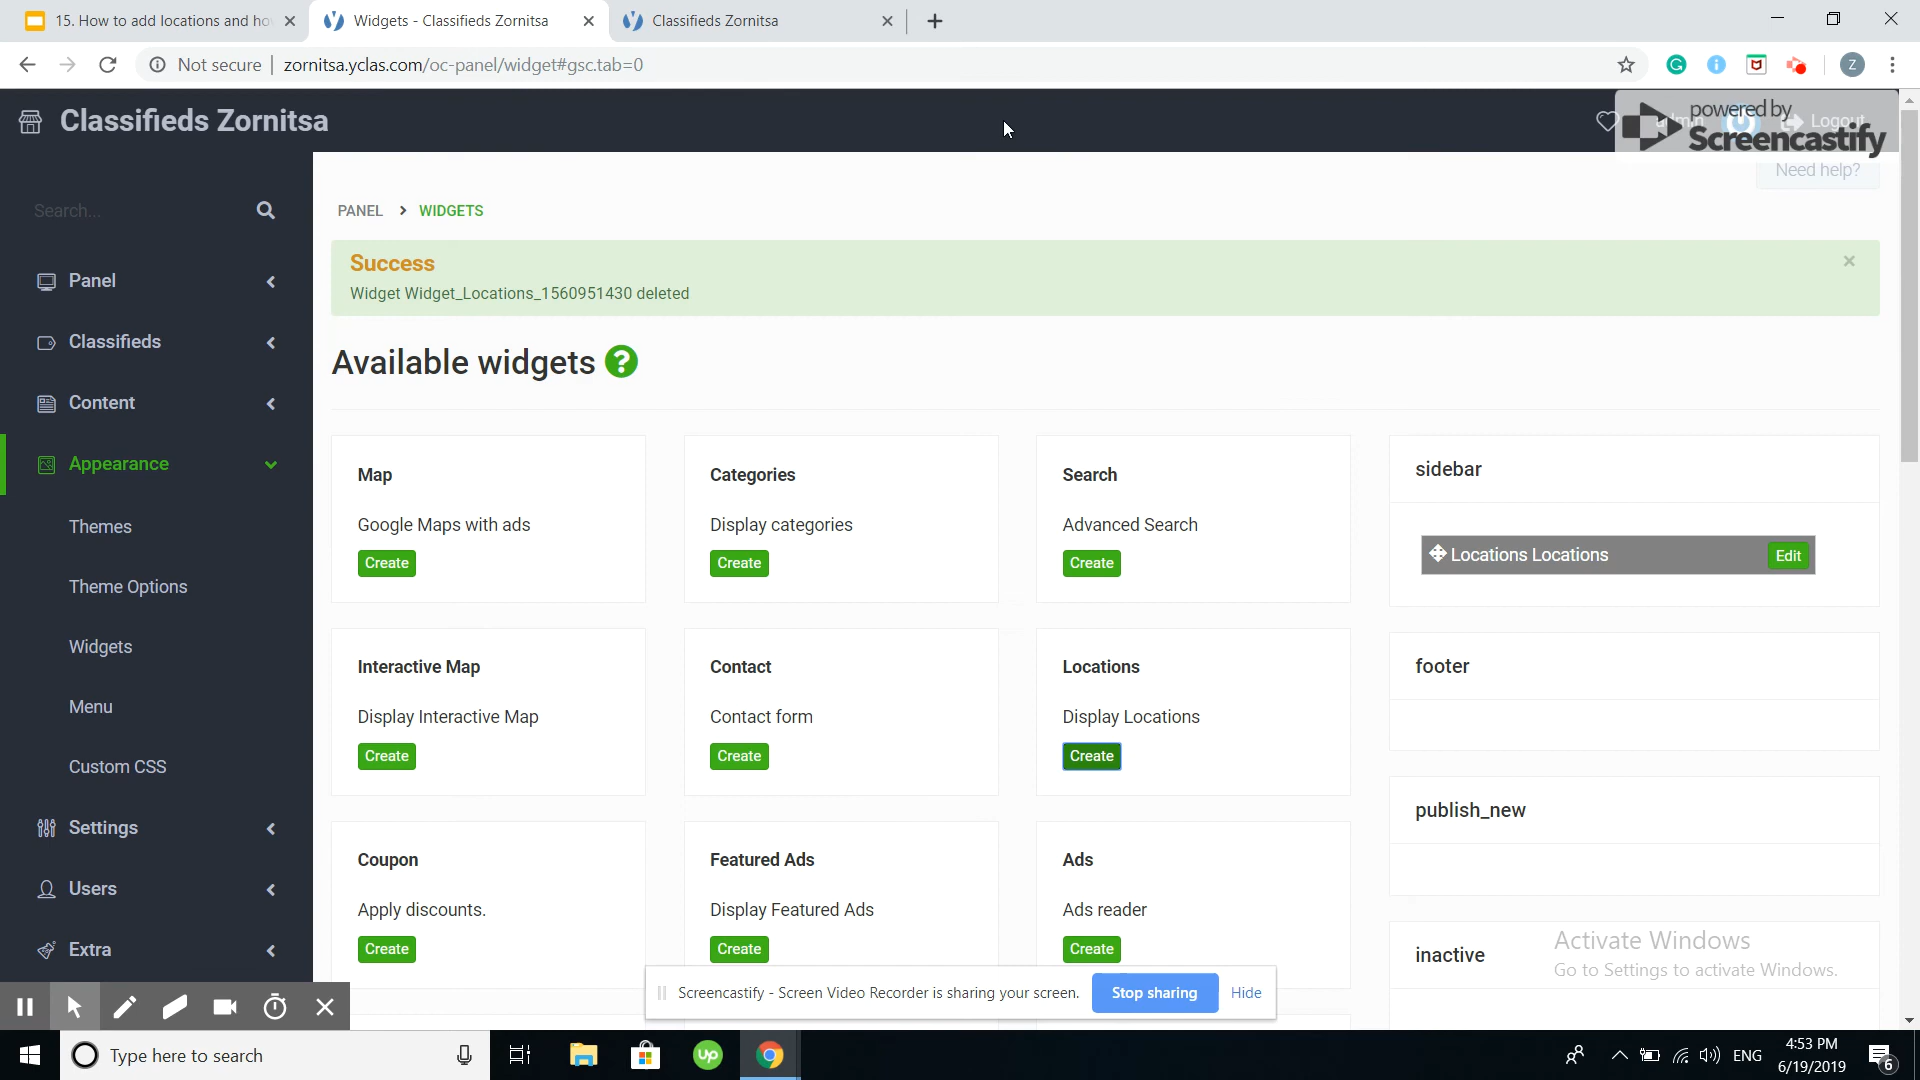 15. How to add locations and ho
Widgets - Classifieds Zornitsa
Classifieds Zornitsa
Not secure
zornitsa.yclas.com/oc-panel/widget#gsc.tab=0
Z
Classifieds Zornitsa
powered by
Screencastify
admin
Logout
Need help?
Search...
PANEL > WIDGETS
Success
Widget Widget_Locations_1560951430 deleted
Panel
Classifieds
Content
Appearance
Themes
Theme Options
Widgets
Menu
Custom CSS
Settings
Users
Extra
Available widgets ?
Map
Google Maps with ads
Create
Categories
Display categories
Create
Search
Advanced Search
Create
Interactive Map
Display Interactive Map
Create
Contact
Contact form
Create
Locations
Display Locations
Create
Coupon
Apply discounts.
Create
Featured Ads
Display Featured Ads
Create
Ads
Ads reader
Create
sidebar
Locations Locations
Edit
footer
publish_new
inactive
Activate Windows
Go to Settings to activate Windows.
Screencastify - Screen Video Recorder is sharing your screen.
Stop sharing
Hide
Type here to search
Up
ENG
4:53 PM
6/19/2019
6